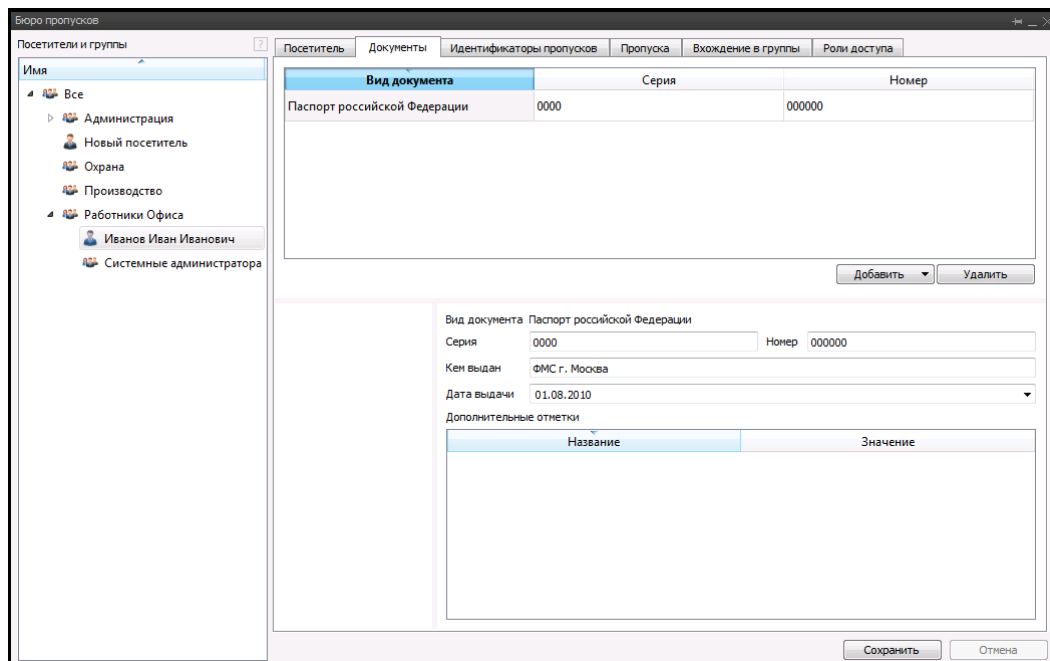 Бюро пропусков
Посетители и группы ?
Имя
Все
Администрация
Новый посетитель
Охрана
Производство
Работники Офиса
Иванов Иван Иванович
Системные администратора
Посетитель Документы Идентификаторы пропусков Пропуска Вхождение в группы Роли доступа
Вид документа Серия Номер
Паспорт российской Федерации 0000 000000
Добавить Удалить
Вид документа Паспорт российской Федерации
Серия 0000 Номер 000000
Кем выдан ФМС г. Москва
Дата выдачи 01.08.2010
Дополнительные отметки
Название Значение
Сохранить Отмена